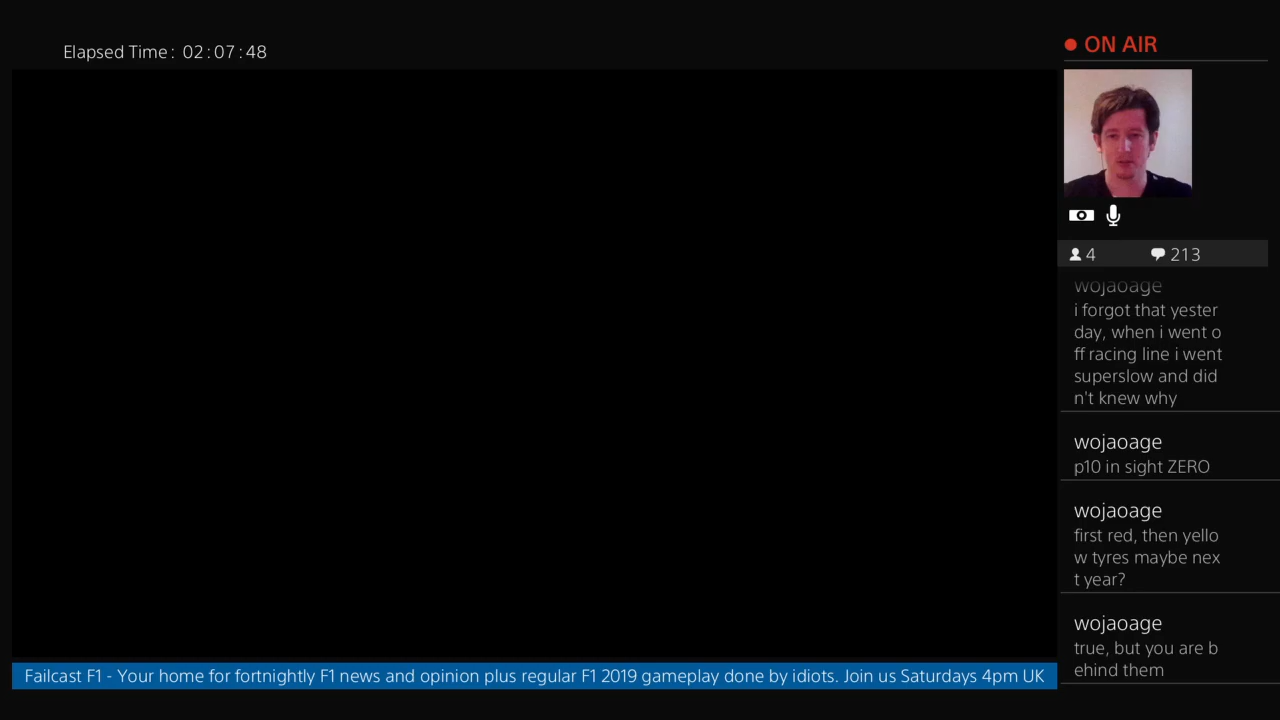 Elapsed Time: 02:07:48
ON AIR
4 213
wojaoage
i forgot that yester
day, when i went o
ff racing line i went
superslow and did
n't knew why
wojaoage
p10 in sight ZERO
wojaoage
first red, then yello
w tyres maybe nex
t year?
wojaoage
true, but you are b
ehind them
Failcast F1 - Your home for fortnightly F1 news and opinion plus regular F1 2019 gameplay done by idiots. Join us Saturdays 4pm UK